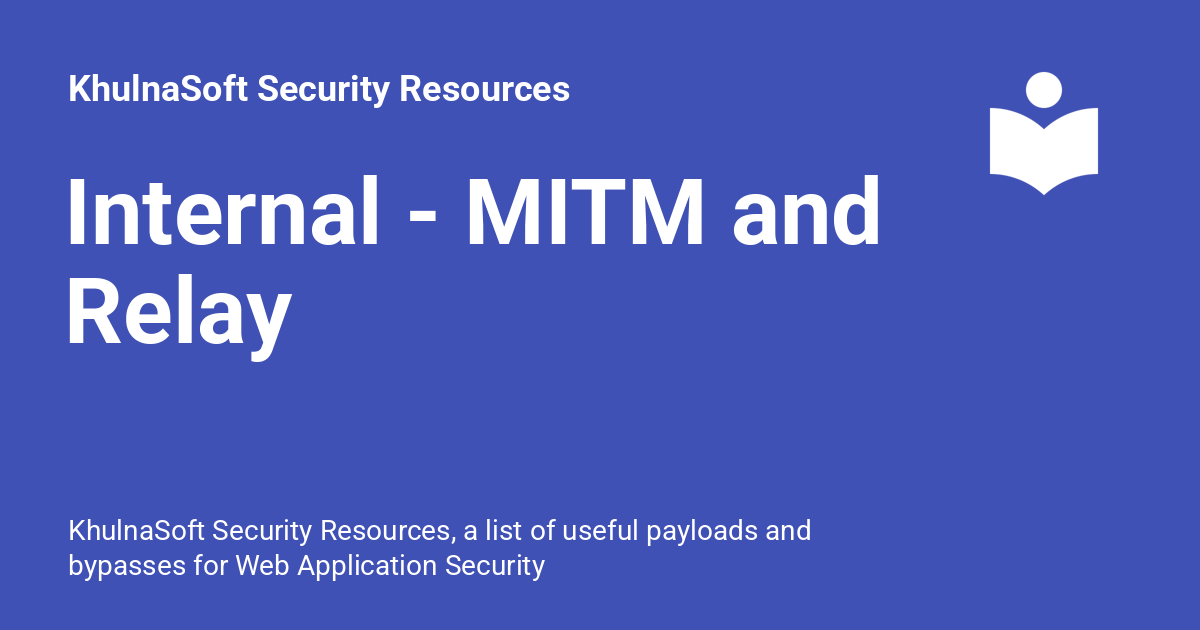 KhulnaSoft Security Resources
Internal - MITM and
Relay
KhulnaSoft Security Resources, a list of useful payloads and
bypasses for Web Application Security